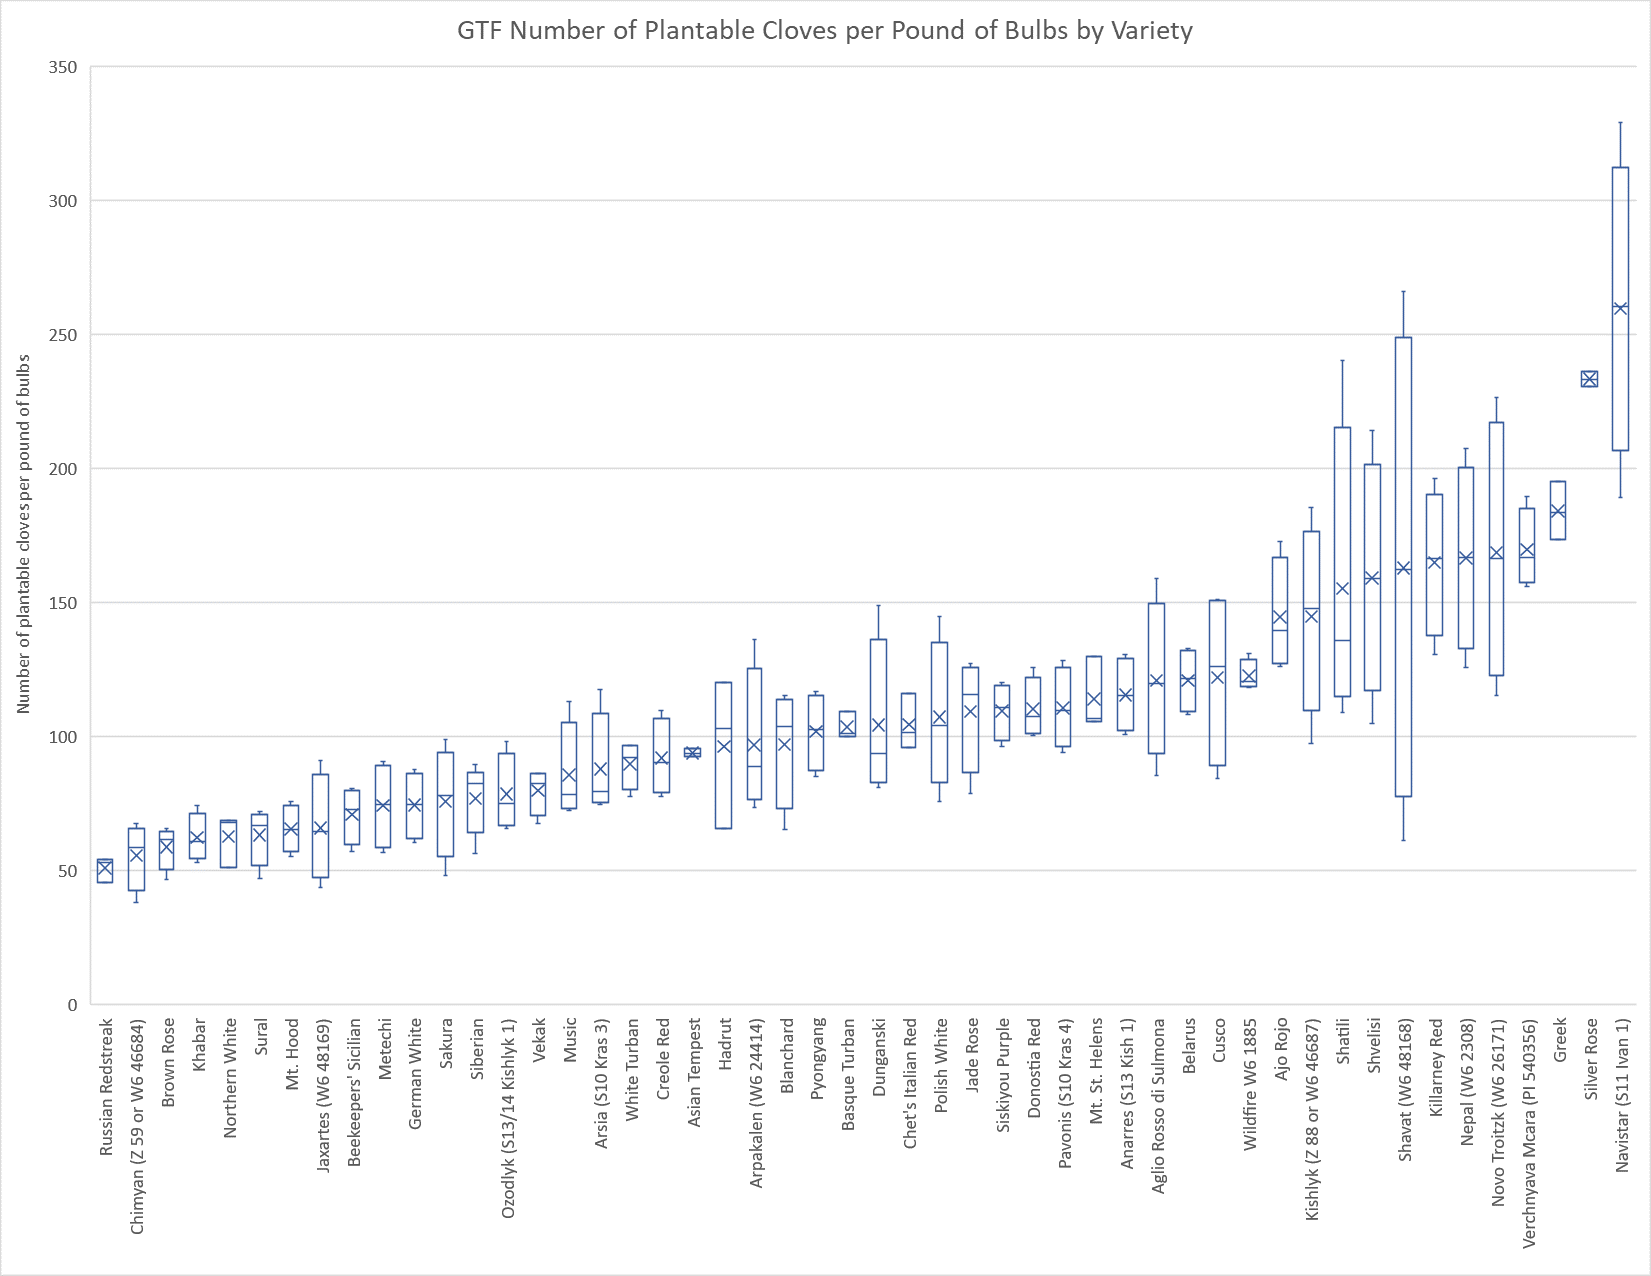 GTF Number of Plantable Cloves per Pound of Bulbs by Variety
350
300
250
200
150
100
50
0
Number of plantable cloves per pound of bulbs
Russian Redstreak
Chimyan (Z 59 or W6 46684)
Brown Rose
Khabar
Northern White
Sural
Mt. Hood
Jaxartes (W6 48169)
Beekeepers' Sicilian
Metechi
German White
Sakura
Siberian
Ozodlyk (S13/14 Kishlyk 1)
Vekak
Music
Arsia (S10 Kras 3)
White Turban
Creole Red
Asian Tempest
Hadrut
Arpakalen (W6 24414)
Blanchard
Pyongyang
Basque Turban
Dunganski
Chet's Italian Red
Polish White
Jade Rose
Siskiyou Purple
Donostia Red
Pavonis (S10 Kras 4)
Mt. St. Helens
Anarres (S13 Kish 1)
Aglio Rosso di Sulmona
Belarus
Cusco
Wildfire W6 1885
Ajo Rojo
Kishlyk (Z 88 or W6 46687)
Shatili
Shvelisi
Shavat (W6 48168)
Killarney Red
Nepal (W6 2308)
Novo Troitzk (W6 26171)
Verchnyava Mcara (PI 540356)
Greek
Silver Rose
Navistar (S11 Ivan 1)